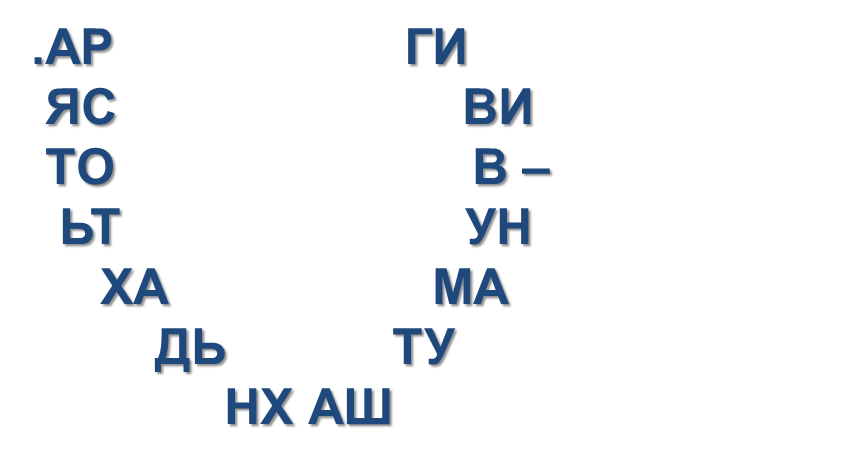 .АР ГИ
ЯС ВИ
ТО В –
ЬТ УН
ХА МА
ДЬ ТУ
НХ АШ